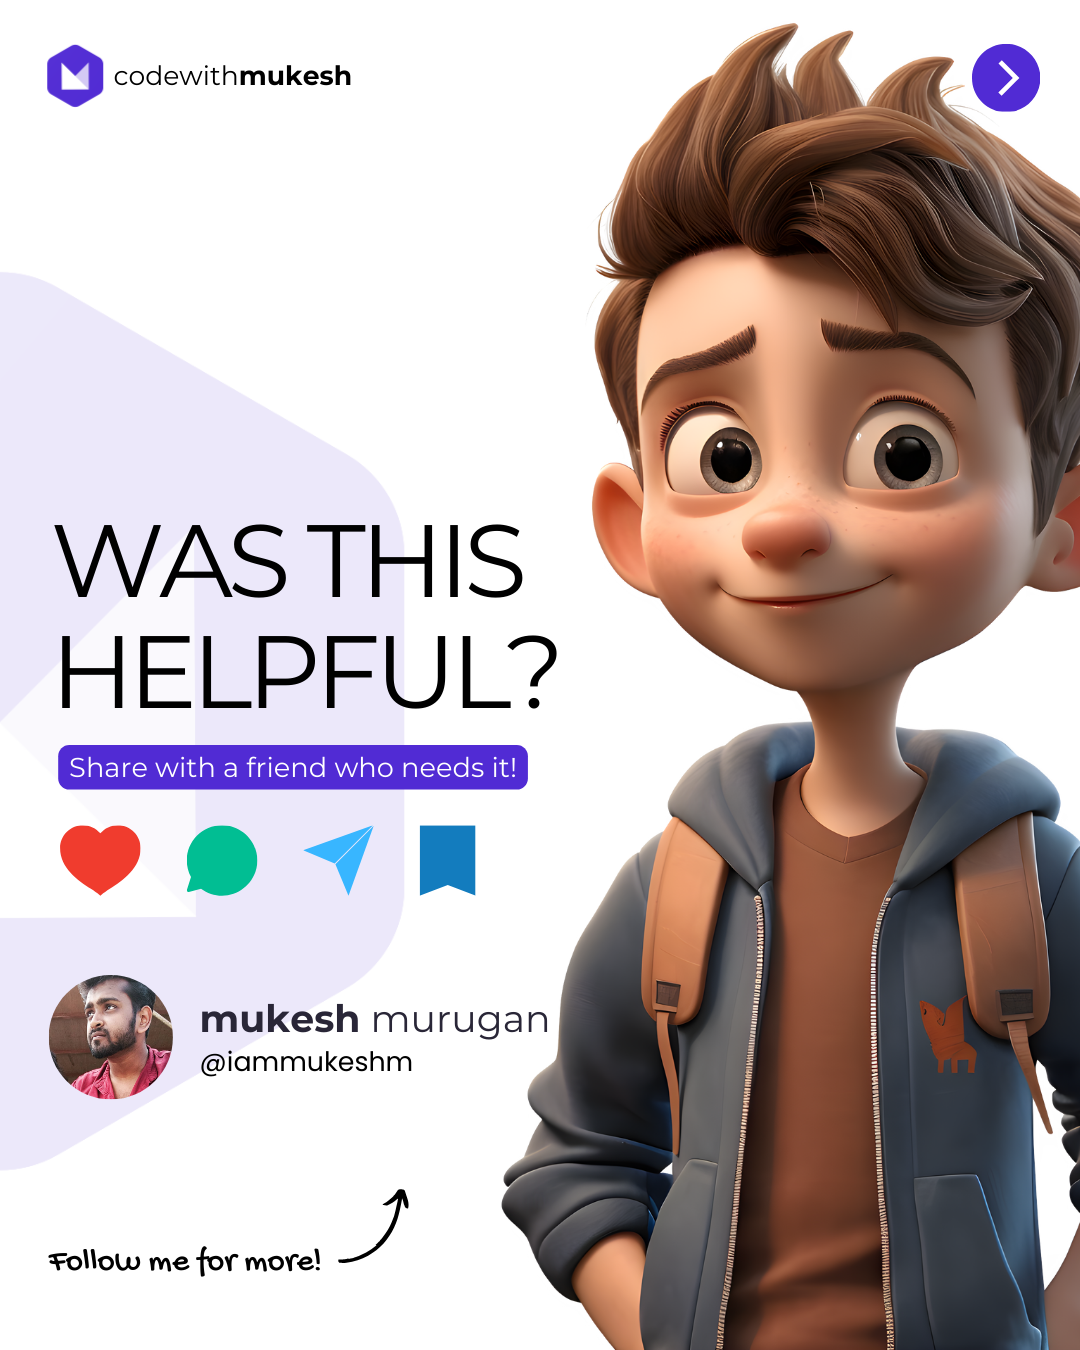 codewithmukesh
WAS THIS
HELPFUL?
Share with a friend who needs it!
mukesh murugan
@iammukeshm
Follow me for more!